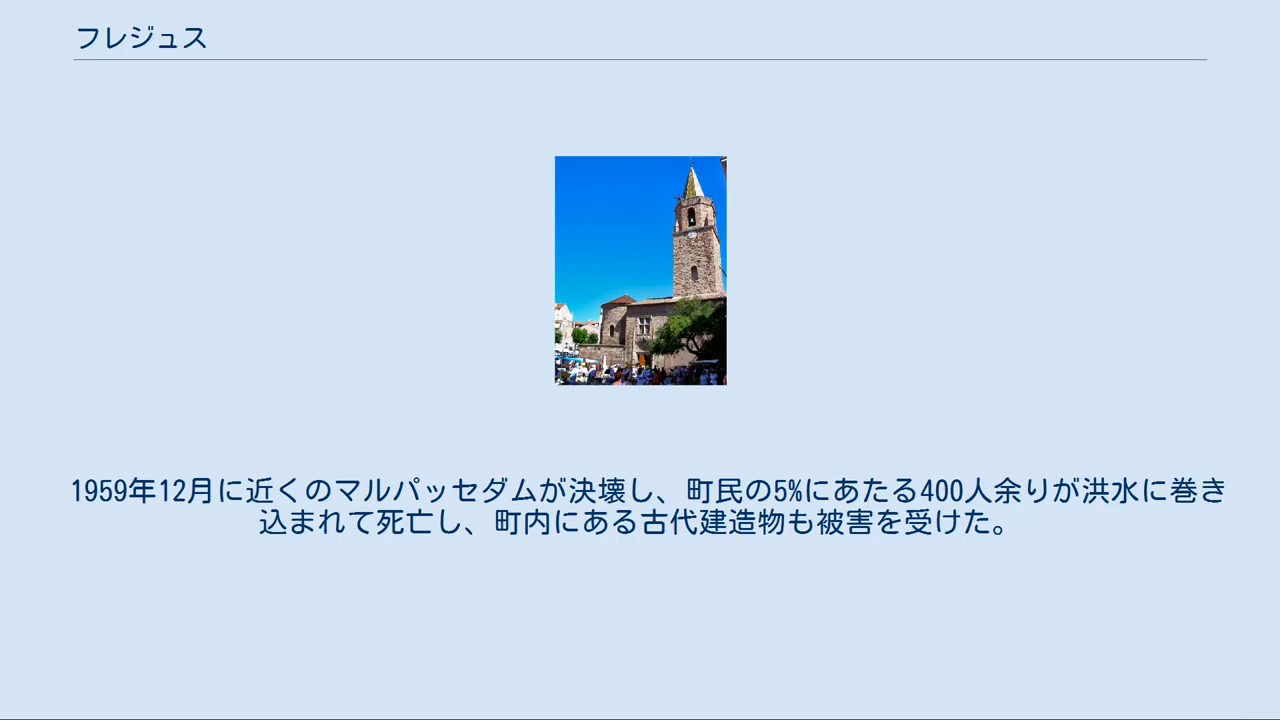 フレジュス
1959年12月に近くのマルパッセダムが決壊し、町民の5%にあたる400人余りが洪水に巻き
込まれて死亡し、町内にある古代建造物も被害を受けた。